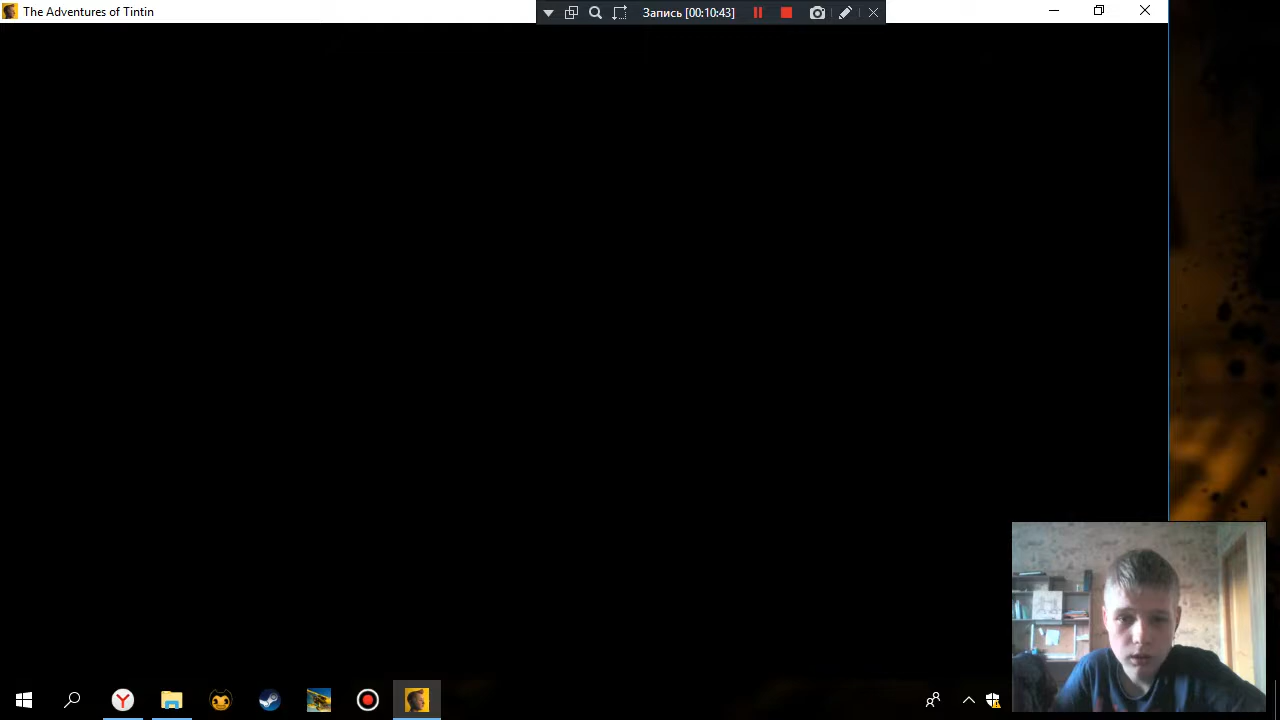 The Adventures of Tintin
Запись [00:10:43]